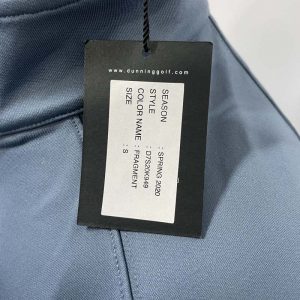 www.dunninggolf.com
SEASON : SPRING 2020
STYLE : D7S20K949
COLOR NAME : FRAGMENT
SIZE : S